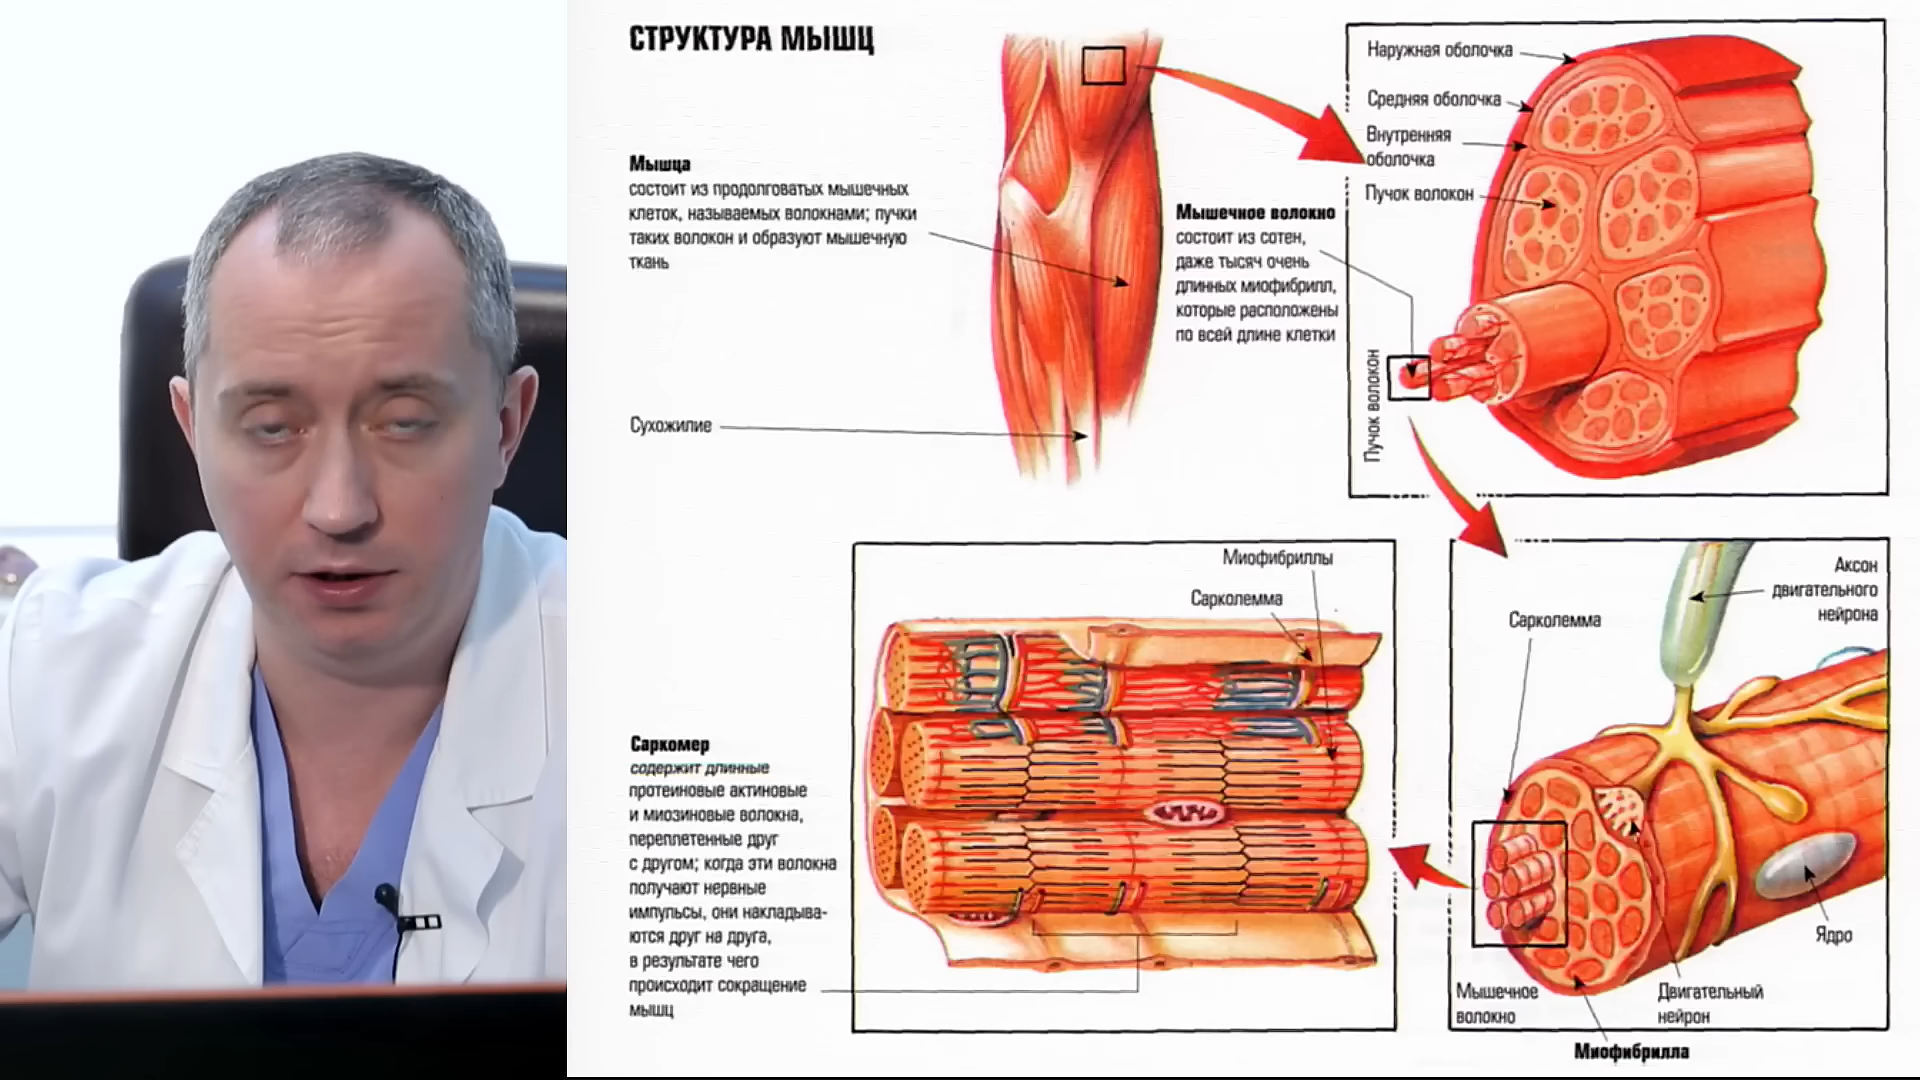 СТРУКТУРА МЫШЦ
Мышца
состоит из продолговатых мышечных
клеток, называемых волокнами; пучки
таких волокон и образуют мышечную
ткань
Сухожилие
Мышечное волокно
состоит из сотен,
даже тысяч очень
длинных миофибрилл,
которые расположены
по всей длине клетки
Наружная оболочка
Средняя оболочка
Внутренняя
оболочка
Пучок волокон
Пучок волокон
Саркомер
содержит длинные
протеиновые актиновые
и миозиновые волокна,
переплетенные друг
с другом; когда эти волокна
получают нервные
импульсы, они накладыва-
ются друг на друга,
в результате чего
происходит сокращение
мышц
Миофибриллы
Сарколемма
Сарколемма
Аксон
двигательного
нейрона
Ядро
Мышечное
волокно
Двигательный
нейрон
Миофибрилла